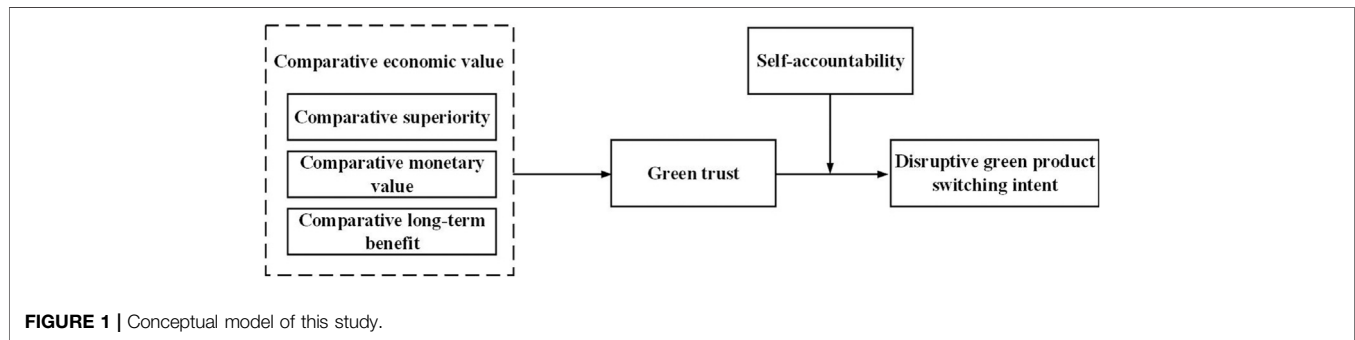 Comparative economic value
Comparative superiority
Comparative monetary
value
Comparative long-term
benefit
Green trust
Self-accountability
Disruptive green product
switching intent
FIGURE 1 | Conceptual model of this study.